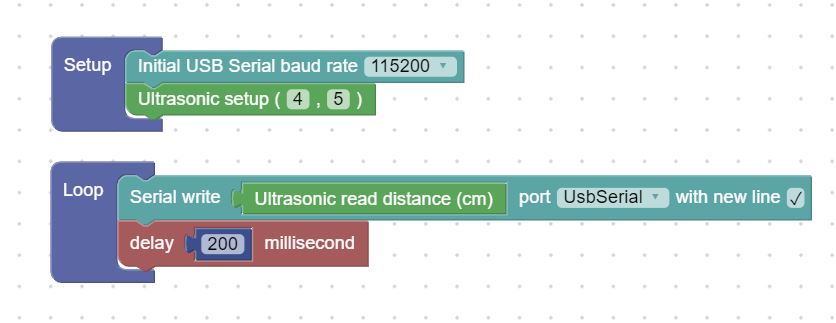 Setup Initial USB Serial baud rate 115200
Ultrasonic setup ( 4 , 5 )
Loop Serial write Ultrasonic read distance (cm) port UsbSerial with new line ✓
delay 200 millisecond